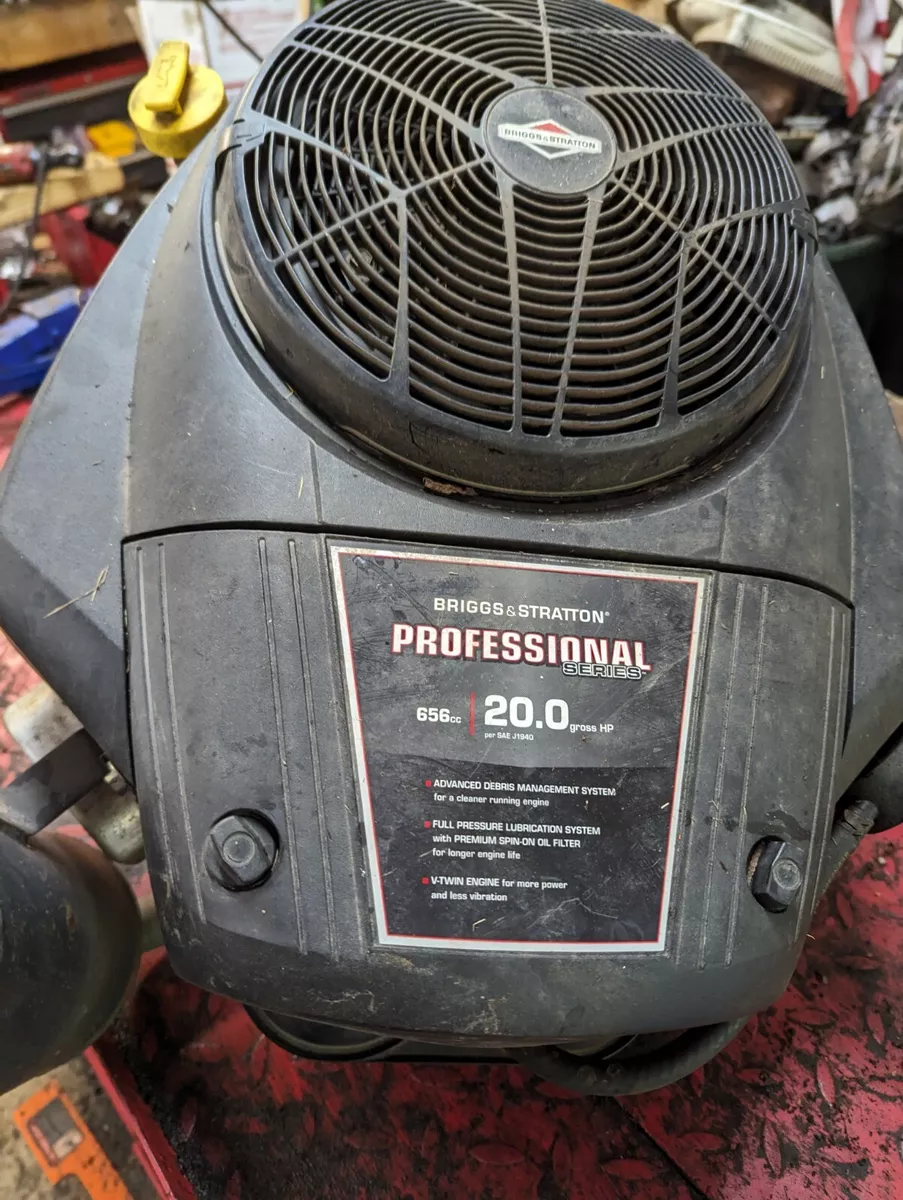 BRIGGS & STRATTON
BRIGGS & STRATTON®
PROFESSIONAL
SERIES™
656cc 20.0 gross HP
per SAE J1940
ADVANCED DEBRIS MANAGEMENT SYSTEM
for a cleaner running engine
FULL PRESSURE LUBRICATION SYSTEM
with PREMIUM SPIN-ON OIL FILTER
for longer engine life
V-TWIN ENGINE for more power
and less vibration